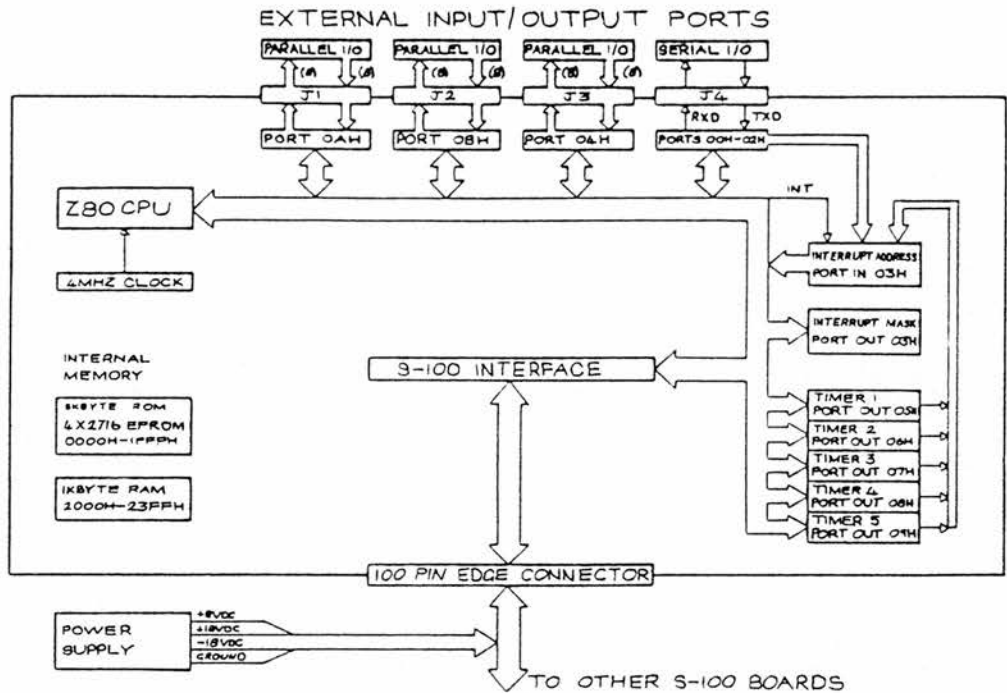 EXTERNAL INPUT/OUTPUT PORTS
PARALLEL I/O
PARALLEL I/O
PARALLEL I/O
SERIAL I/O
(8) (8)
(8) (8)
(8) (8)
J1
J2
J3
J4
RXD TXD
PORT 0AH
PORT 0BH
PORT 04H
PORTS 00H-02H
INT
Z80 CPU
4MHZ CLOCK
INTERRUPT ADDRESS
PORT IN 03H
INTERRUPT MASK
PORT OUT 03H
INTERNAL
MEMORY
S-100 INTERFACE
8KBYTE ROM
4X2716 EPROM
0000H-1FFFH
1KBYTE RAM
2000H-23FFH
TIMER 1
PORT OUT 05H
TIMER 2
PORT OUT 06H
TIMER 3
PORT OUT 07H
TIMER 4
PORT OUT 08H
TIMER 5
PORT OUT 09H
100 PIN EDGE CONNECTOR
POWER
SUPPLY
+8VDC
+18VDC
-18VDC
GROUND
TO OTHER S-100 BOARDS